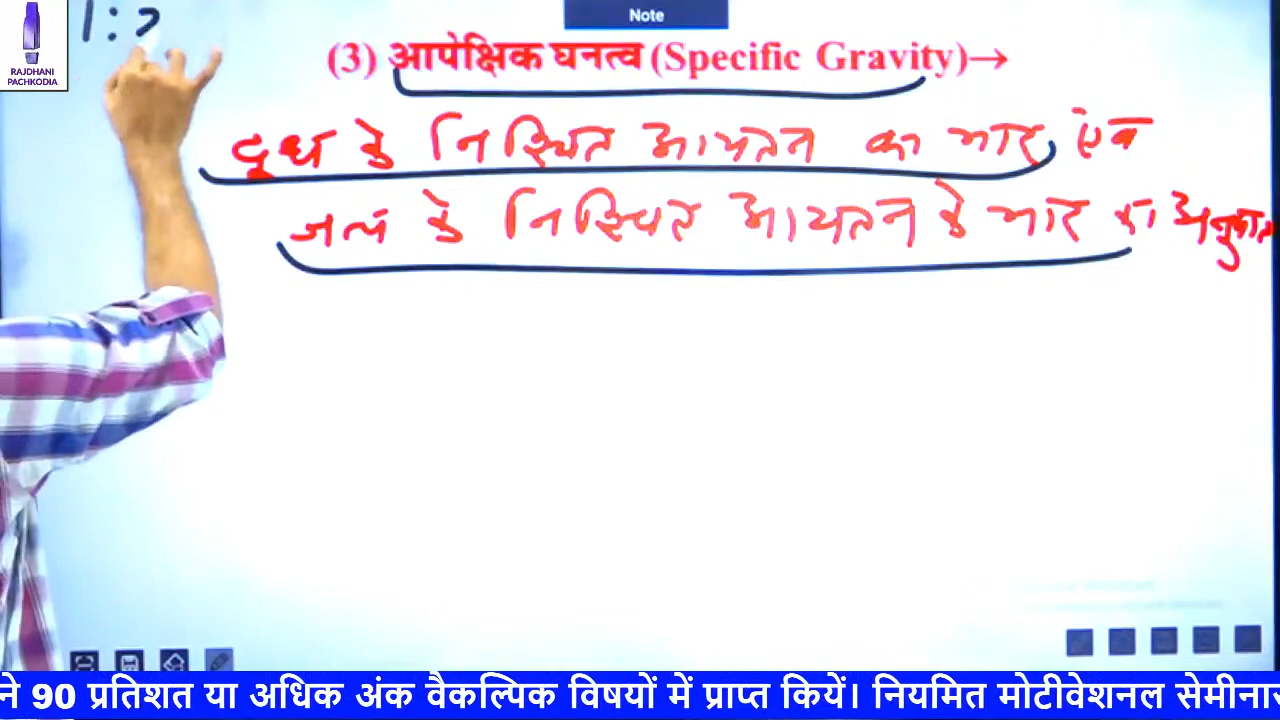 1:2
Note
RAJDHANI
PACHKODIA
(3) आपेक्षिक घनत्व (Specific Gravity)→
दूध के निश्चित आयतन का भार एवं
जल के निश्चित आयतन के भार का अनुपात
ने 90 प्रतिशत या अधिक अंक वैकल्पिक विषयों में प्राप्त कियें। नियमित मोटीवेशनल सेमीनार